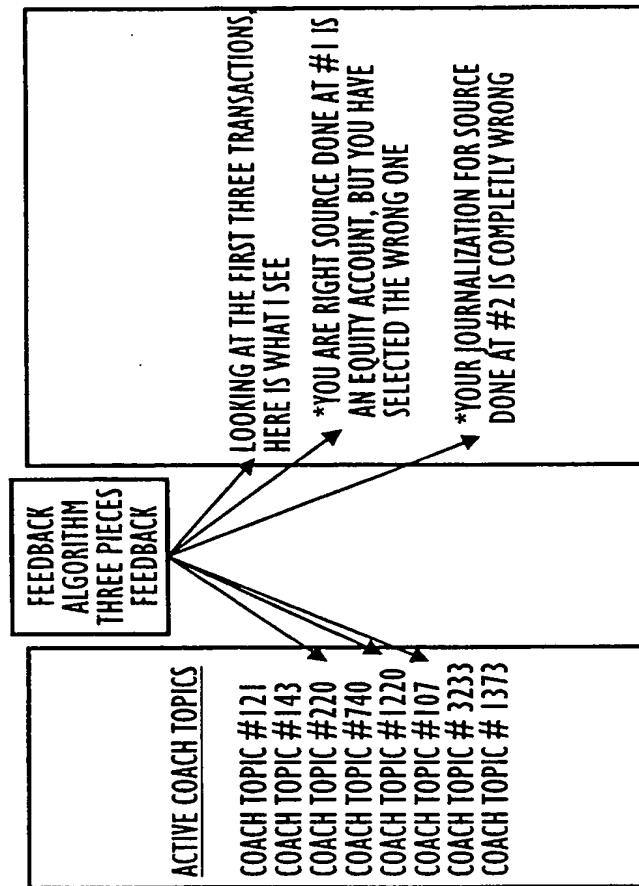 FEEDBACK
ALGORITHM
THREE PIECES
FEEDBACK
ACTIVE COACH TOPICS
COACH TOPIC #121
COACH TOPIC #143
COACH TOPIC #220
COACH TOPIC #740
COACH TOPIC #1220
COACH TOPIC #107
COACH TOPIC # 3233
COACH TOPIC # 1373
LOOKING AT THE FIRST THREE TRANSACTIONS,
HERE IS WHAT I SEE
*YOU ARE RIGHT SOURCE DONE AT #1 IS
AN EQUITY ACCOUNT, BUT YOU HAVE
SELECTED THE WRONG ONE
*YOUR JOURNALIZATION FOR SOURCE
DONE AT #2 IS COMPLETLY WRONG